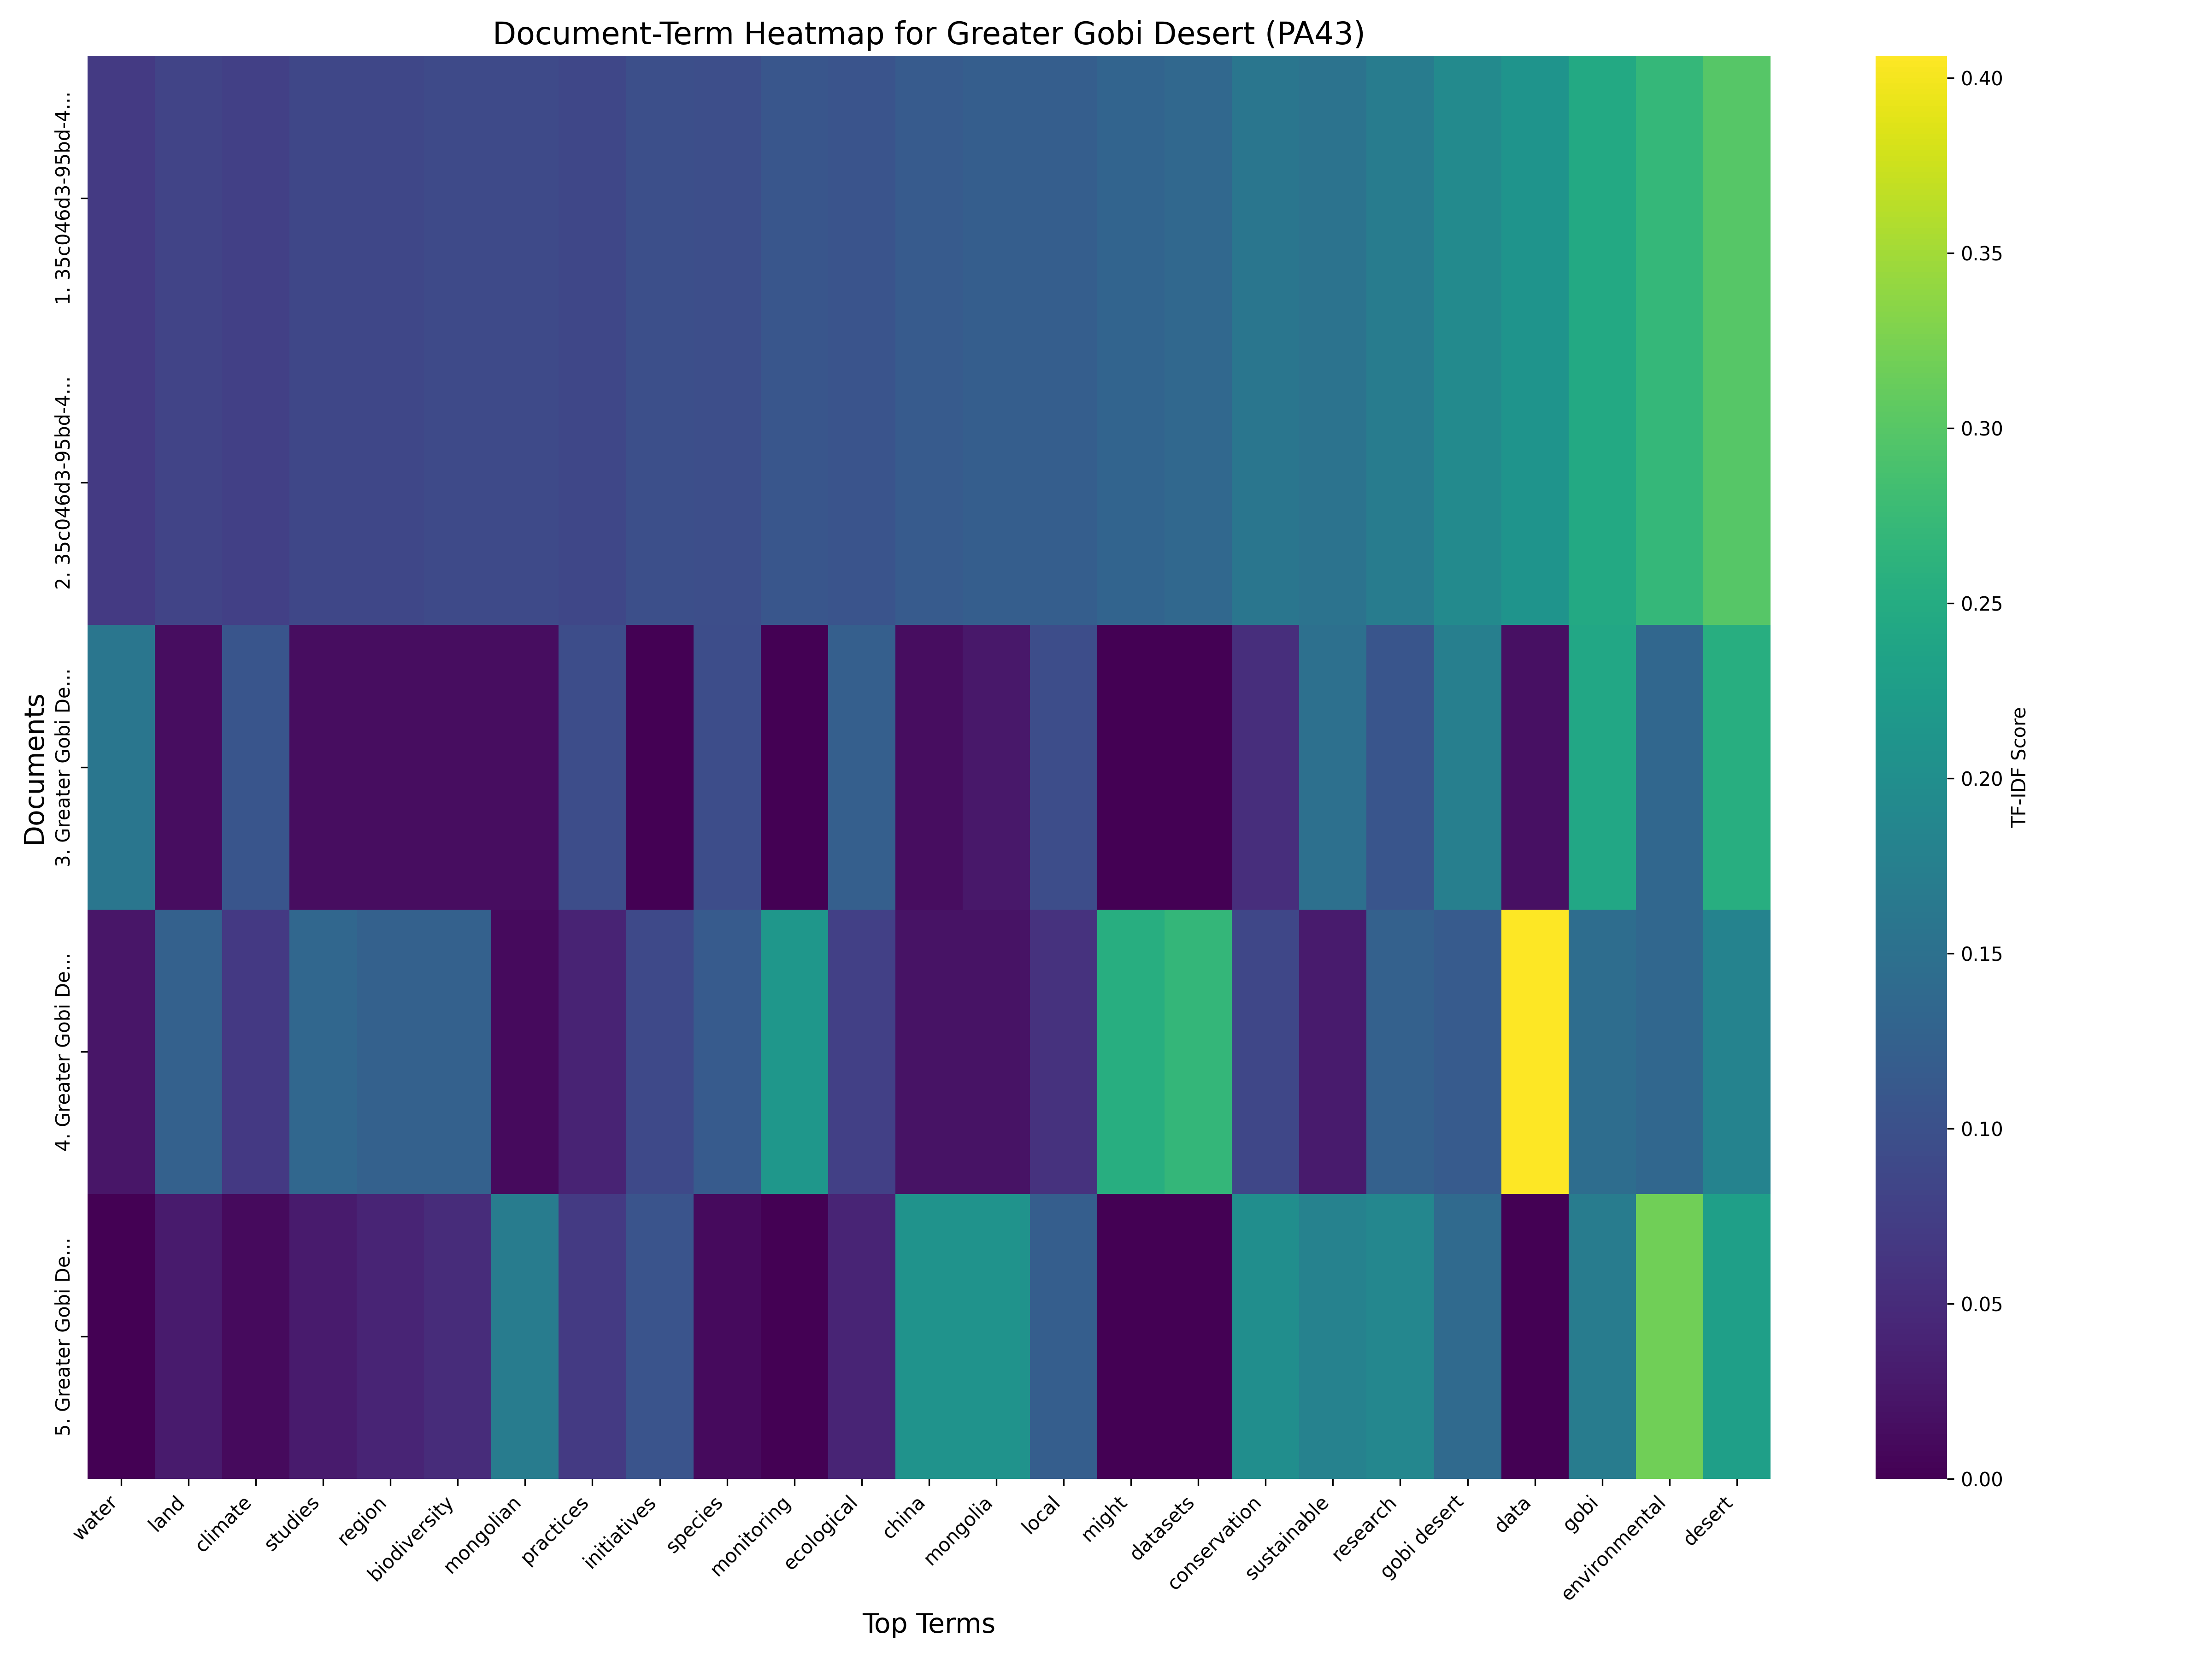 Document-Term Heatmap for Greater Gobi Desert (PA43)
Documents
1. 35c046d3-95bd-4...
2. 35c046d3-95bd-4...
3. Greater Gobi De...
4. Greater Gobi De...
5. Greater Gobi De...
water
land
climate
studies
region
biodiversity
mongolian
practices
initiatives
species
monitoring
ecological
china
mongolia
local
might
datasets
conservation
sustainable
research
gobi desert
data
gobi
environmental
desert
Top Terms
0.40
0.35
0.30
0.25
0.20
0.15
0.10
0.05
0.00
TF-IDF Score